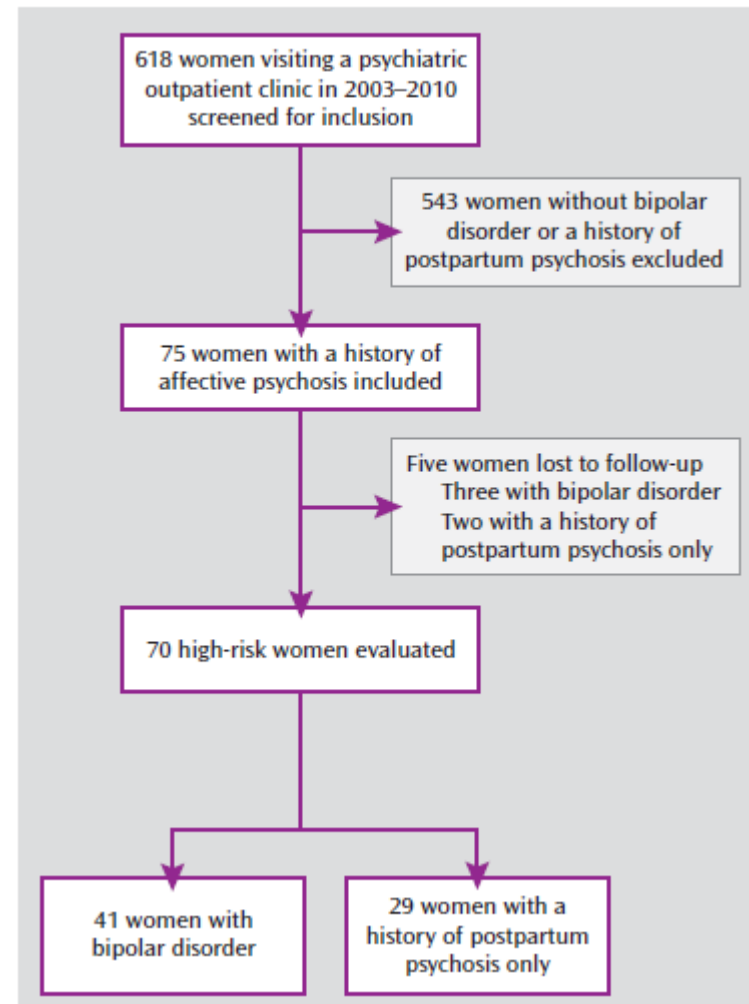 618 women visiting a psychiatric
outpatient clinic in 2003–2010
screened for inclusion
543 women without bipolar
disorder or a history of
postpartum psychosis excluded
75 women with a history of
affective psychosis included
Five women lost to follow-up
Three with bipolar disorder
Two with a history of
postpartum psychosis only
70 high-risk women evaluated
41 women with
bipolar disorder
29 women with a
history of postpartum
psychosis only